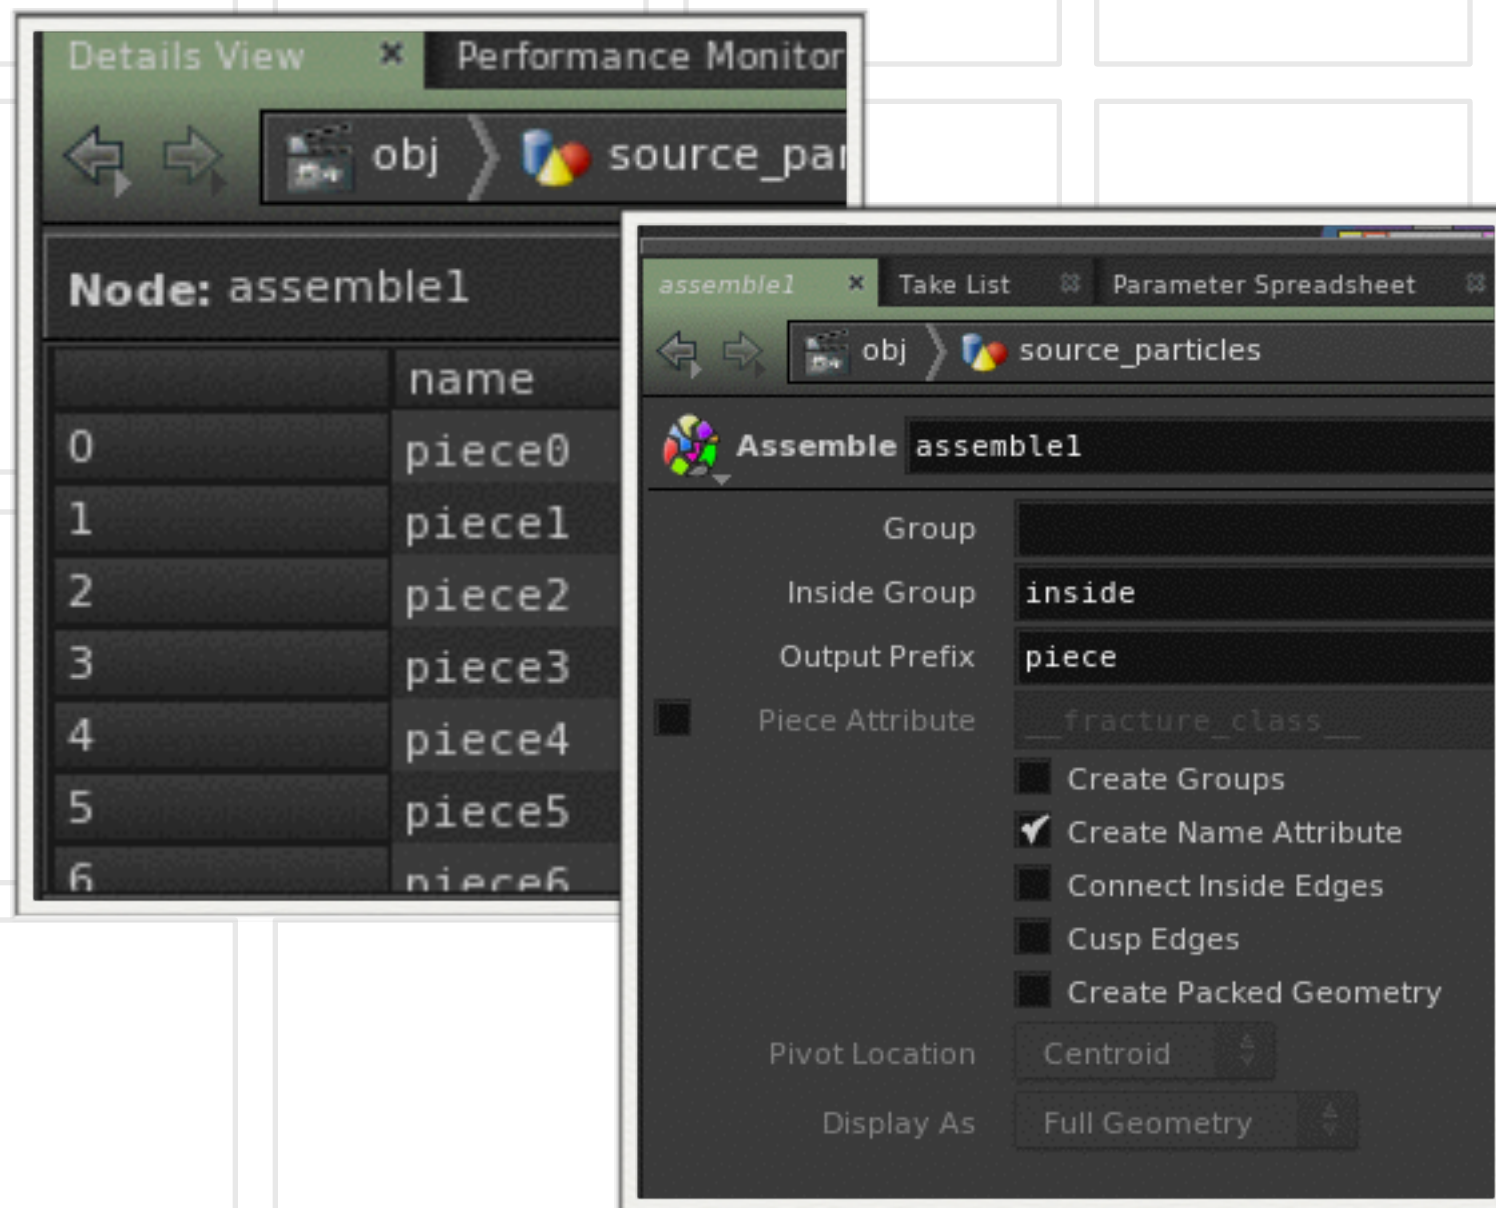 Details View
Performance Monitor
obj
source_par
Node: assemble1
name
0 piece0
1 piece1
2 piece2
3 piece3
4 piece4
5 piece5
6 piece6
assemble1
Take List
Parameter Spreadsheet
obj
source_particles
Assemble assemble1
Group
Inside Group inside
Output Prefix piece
Piece Attribute __fracture_class__
Create Groups
Create Name Attribute
Connect Inside Edges
Cusp Edges
Create Packed Geometry
Pivot Location Centroid
Display As Full Geometry